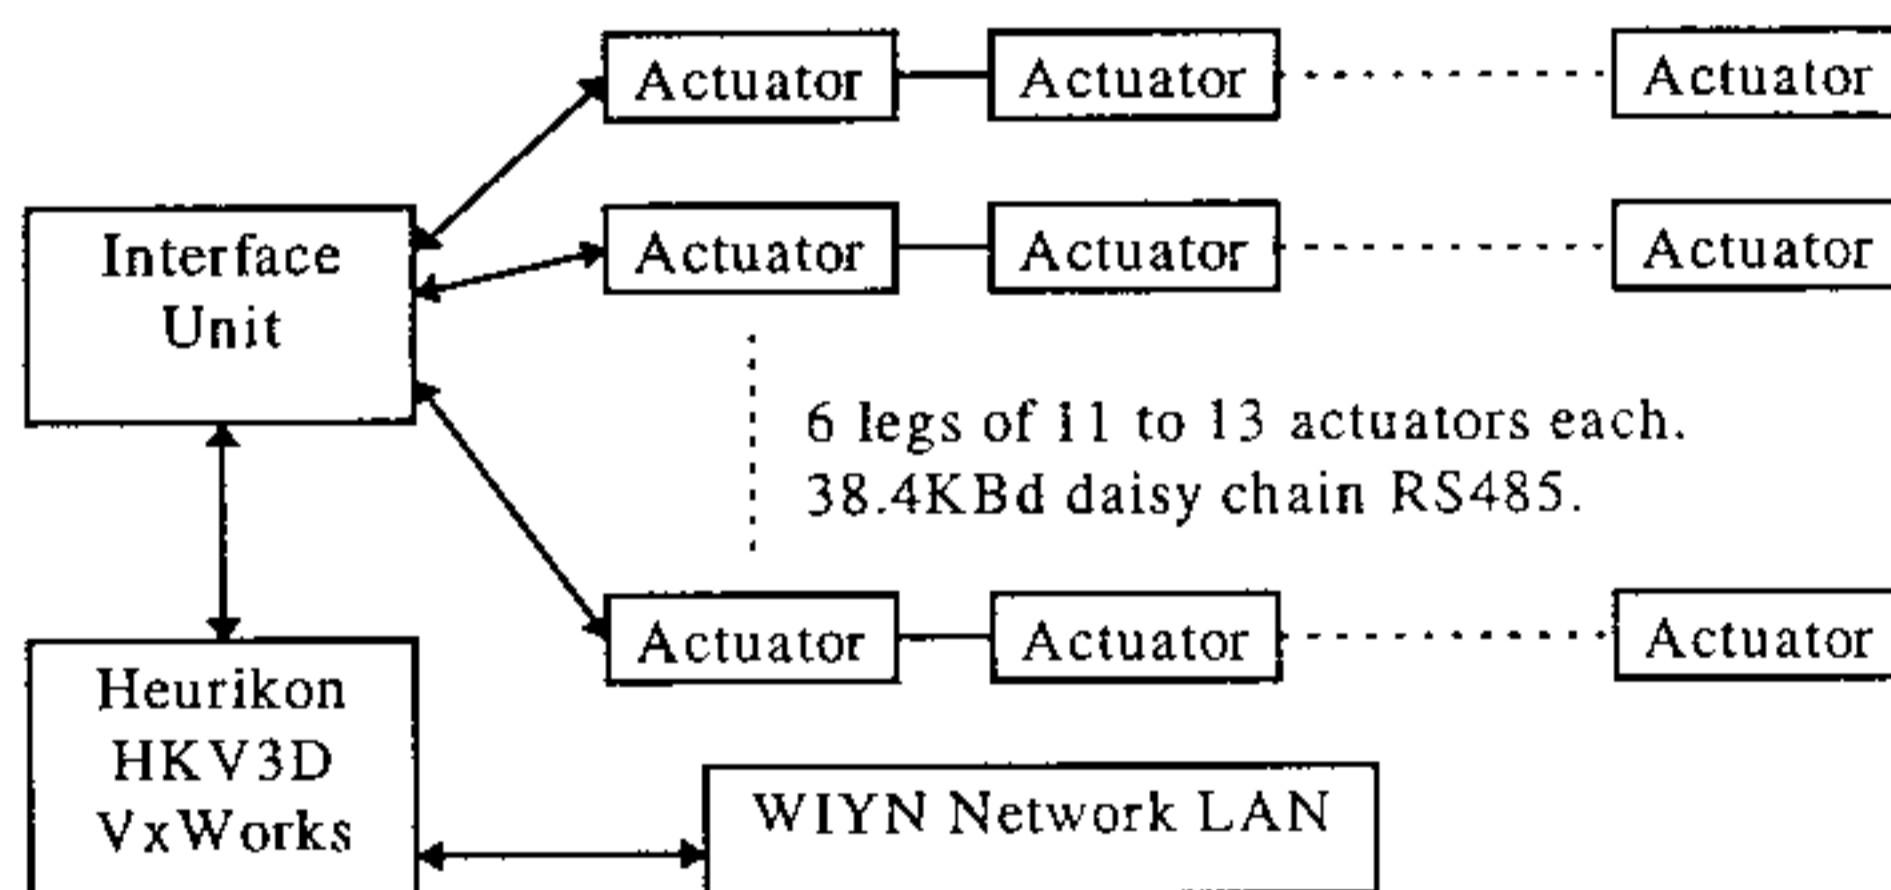 Actuator Actuator Actuator
Interface
Unit
Actuator Actuator Actuator
6 legs of 11 to 13 actuators each.
38.4KBd daisy chain RS485.
Actuator Actuator Actuator
Heurikon
HKV3D
VxWorks
WIYN Network LAN